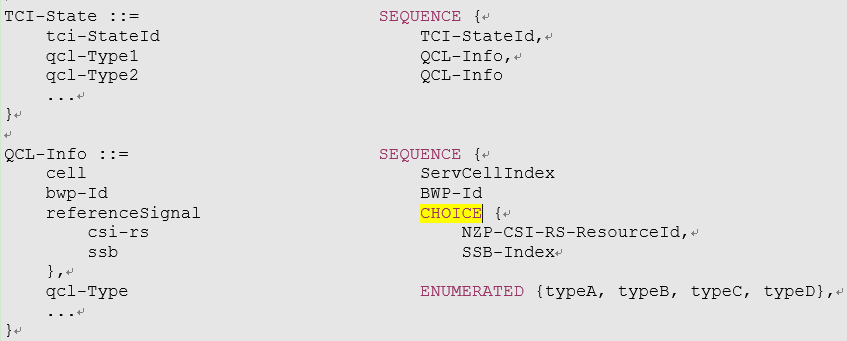 TCI-State ::= SEQUENCE {
tci-StateId TCI-StateId,
qcl-Type1 QCL-Info,
qcl-Type2 QCL-Info
...
}
QCL-Info ::= SEQUENCE {
cell ServCellIndex
bwp-Id BWP-Id
referenceSignal CHOICE {
csi-rs NZP-CSI-RS-ResourceId,
ssb SSB-Index
},
qcl-Type ENUMERATED {typeA, typeB, typeC, typeD},
...
}